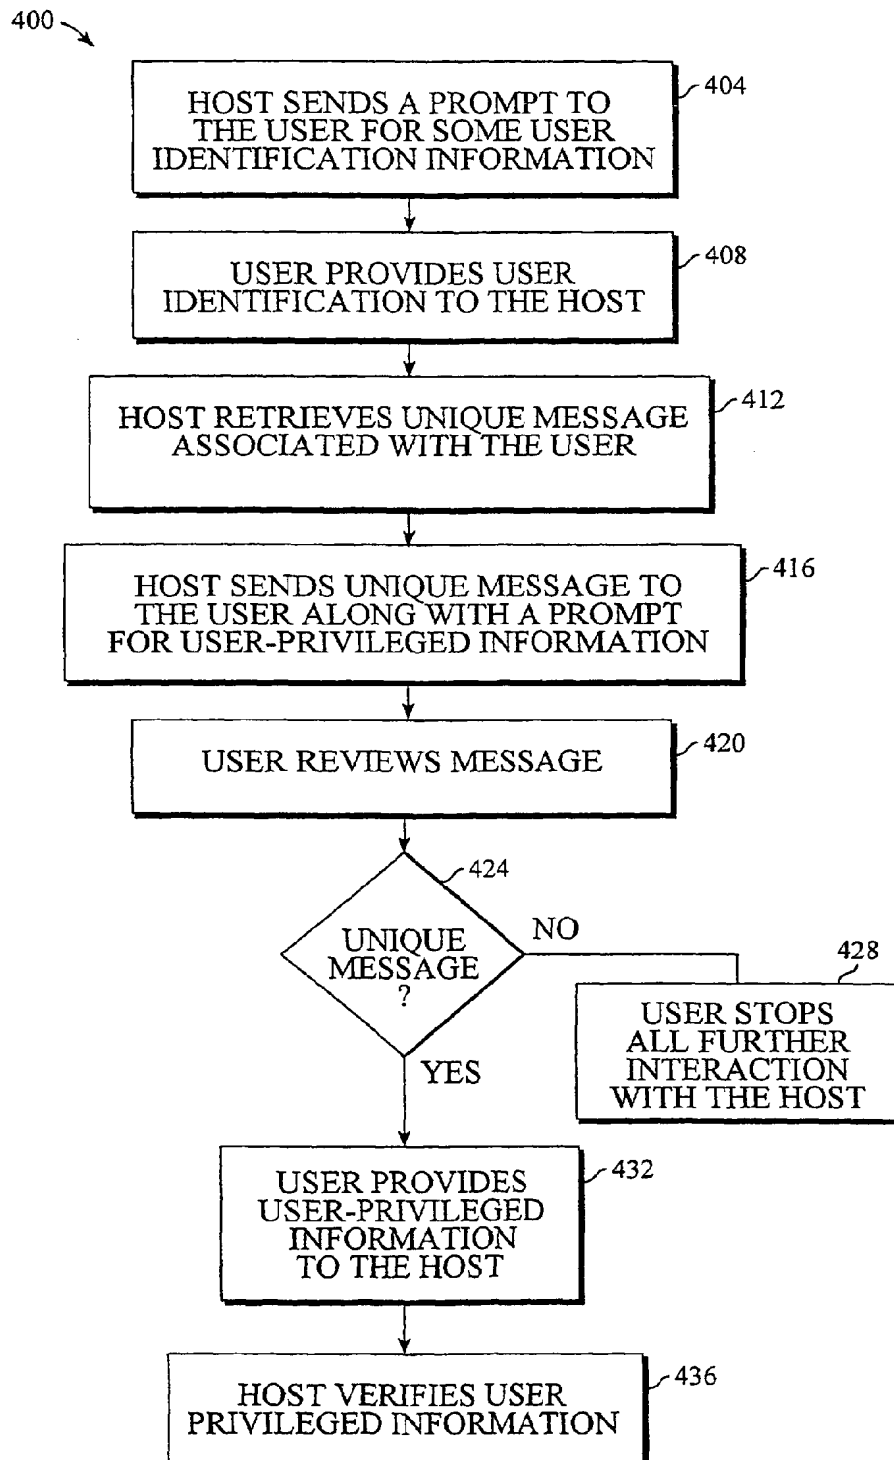 400
HOST SENDS A PROMPT TO
THE USER FOR SOME USER
IDENTIFICATION INFORMATION
404
USER PROVIDES USER
IDENTIFICATION TO THE HOST
408
HOST RETRIEVES UNIQUE MESSAGE
ASSOCIATED WITH THE USER
412
HOST SENDS UNIQUE MESSAGE TO
THE USER ALONG WITH A PROMPT
FOR USER-PRIVILEGED INFORMATION
416
USER REVIEWS MESSAGE
420
424
UNIQUE
MESSAGE
?
NO
YES
428
USER STOPS
ALL FURTHER
INTERACTION
WITH THE HOST
USER PROVIDES
USER-PRIVILEGED
INFORMATION
TO THE HOST
432
HOST VERIFIES USER
PRIVILEGED INFORMATION
436